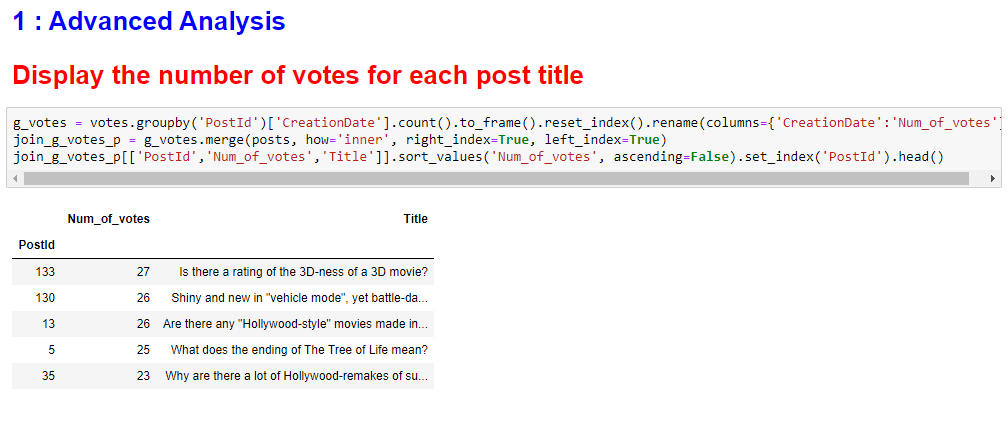 1 : Advanced Analysis
Display the number of votes for each post title
g_votes = votes.groupby('PostId')['CreationDate'].count().to_frame().reset_index().rename(columns={'CreationDate':'Num_of_votes'
join_g_votes_p = g_votes.merge(posts, how='inner', right_index=True, left_index=True)
join_g_votes_p[['PostId','Num_of_votes','Title']].sort_values('Num_of_votes', ascending=False).set_index('PostId').head()
Num_of_votes Title
PostId
133 27 Is there a rating of the 3D-ness of a 3D movie?
130 26 Shiny and new in "vehicle mode", yet battle-da...
13 26 Are there any "Hollywood-style" movies made in...
5 25 What does the ending of The Tree of Life mean?
35 23 Why are there a lot of Hollywood-remakes of su...